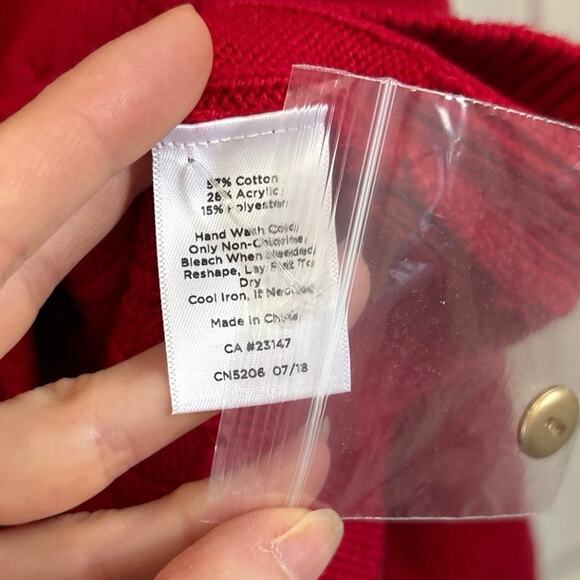 57% Cotton
28% Acrylic
15% Polyester
Hand Wash Cold,
Only Non-Chlorine
Bleach When Needed,
Reshape, Lay Flat To
Dry
Cool Iron, If Needed
Made in China
CA #23147
CN5206 07/18